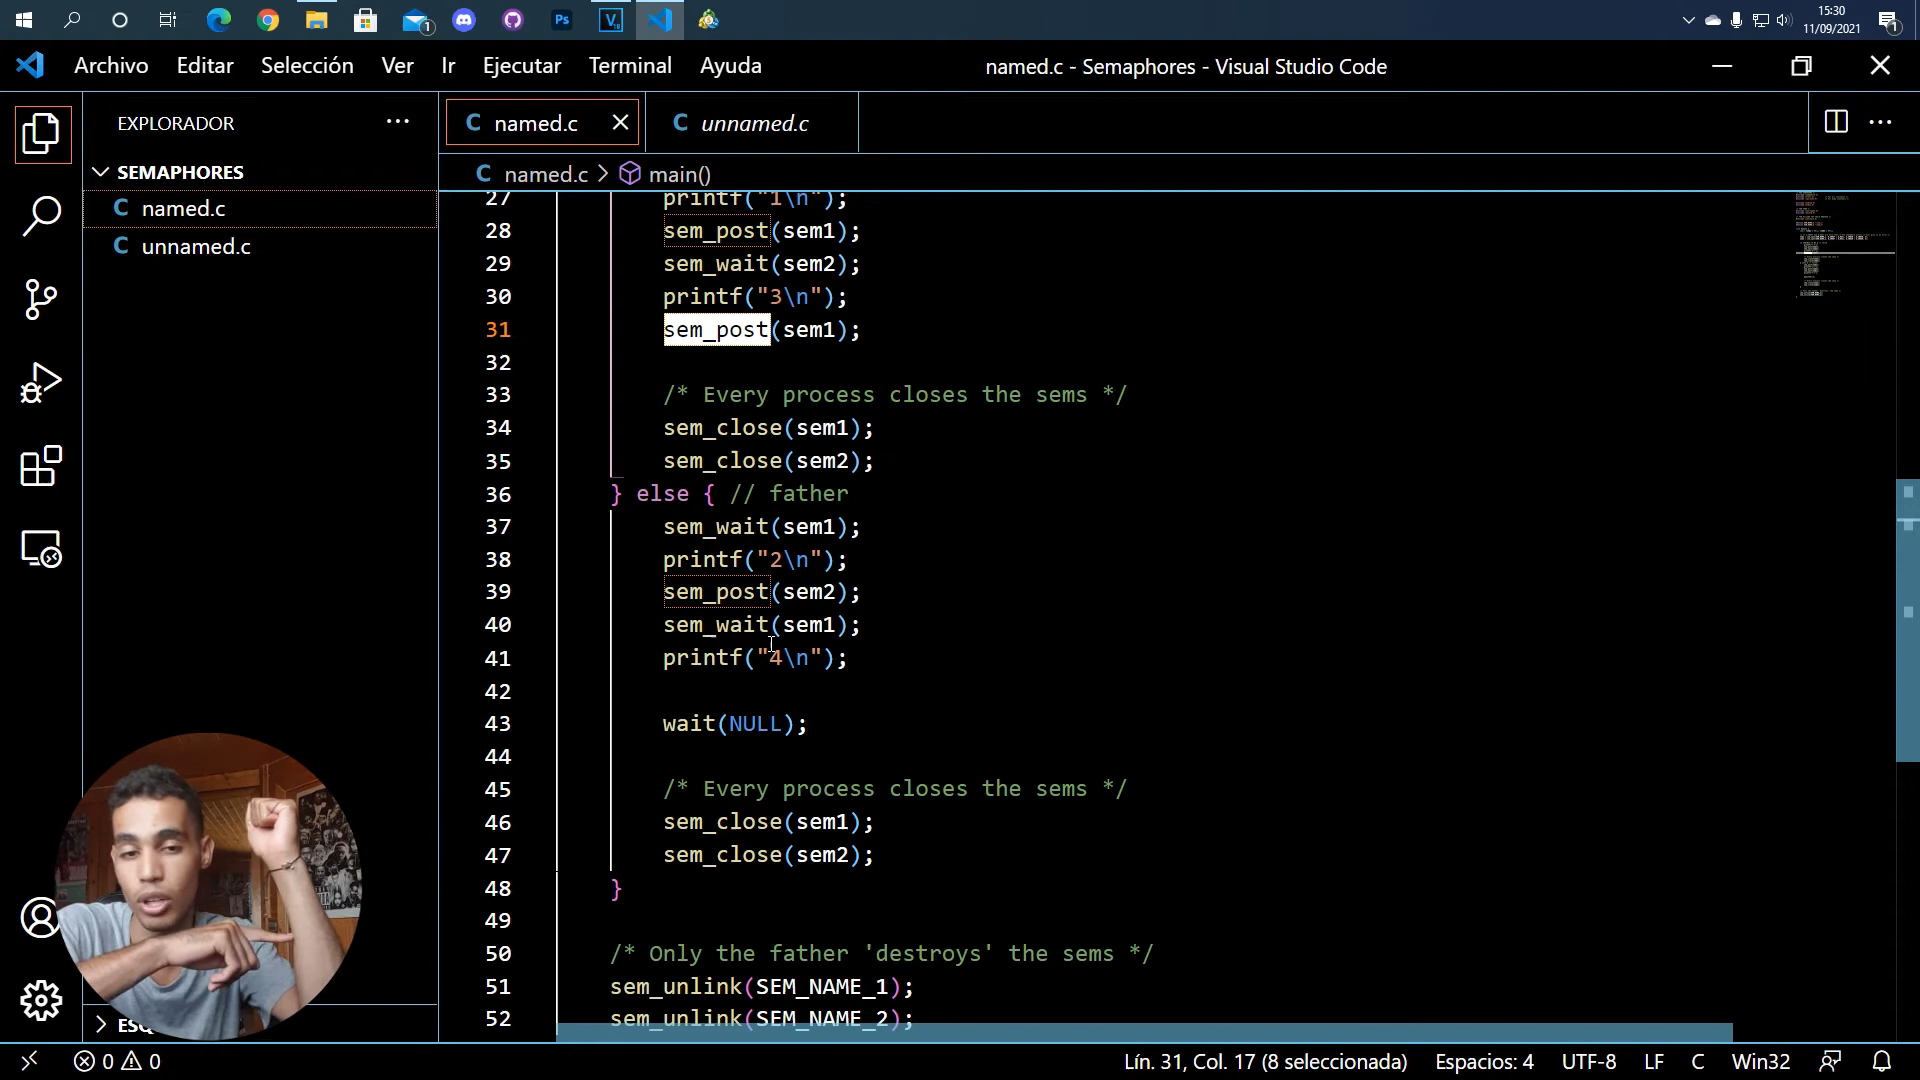 Ps
1
15:30
11/09/2021
1
Archivo Editar Selección Ver Ir Ejecutar Terminal Ayuda
named.c - Semaphores - Visual Studio Code
EXPLORADOR
SEMAPHORES
C named.c
C unnamed.c
C named.c
C unnamed.c
C named.c > main()
27 printf("1\n");
28 sem_post(sem1);
29 sem_wait(sem2);
30 printf("3\n");
31 sem_post(sem1);
32
33 /* Every process closes the sems */
34 sem_close(sem1);
35 sem_close(sem2);
36 } else { // father
37 sem_wait(sem1);
38 printf("2\n");
39 sem_post(sem2);
40 sem_wait(sem1);
41 printf("4\n");
42
43 wait(NULL);
44
45 /* Every process closes the sems */
46 sem_close(sem1);
47 sem_close(sem2);
48 }
49
50 /* Only the father 'destroys' the sems */
51 sem_unlink(SEM_NAME_1);
52 sem_unlink(SEM_NAME_2);
0 0
Lín. 31, Col. 17 (8 seleccionada) Espacios: 4 UTF-8 LF C Win32